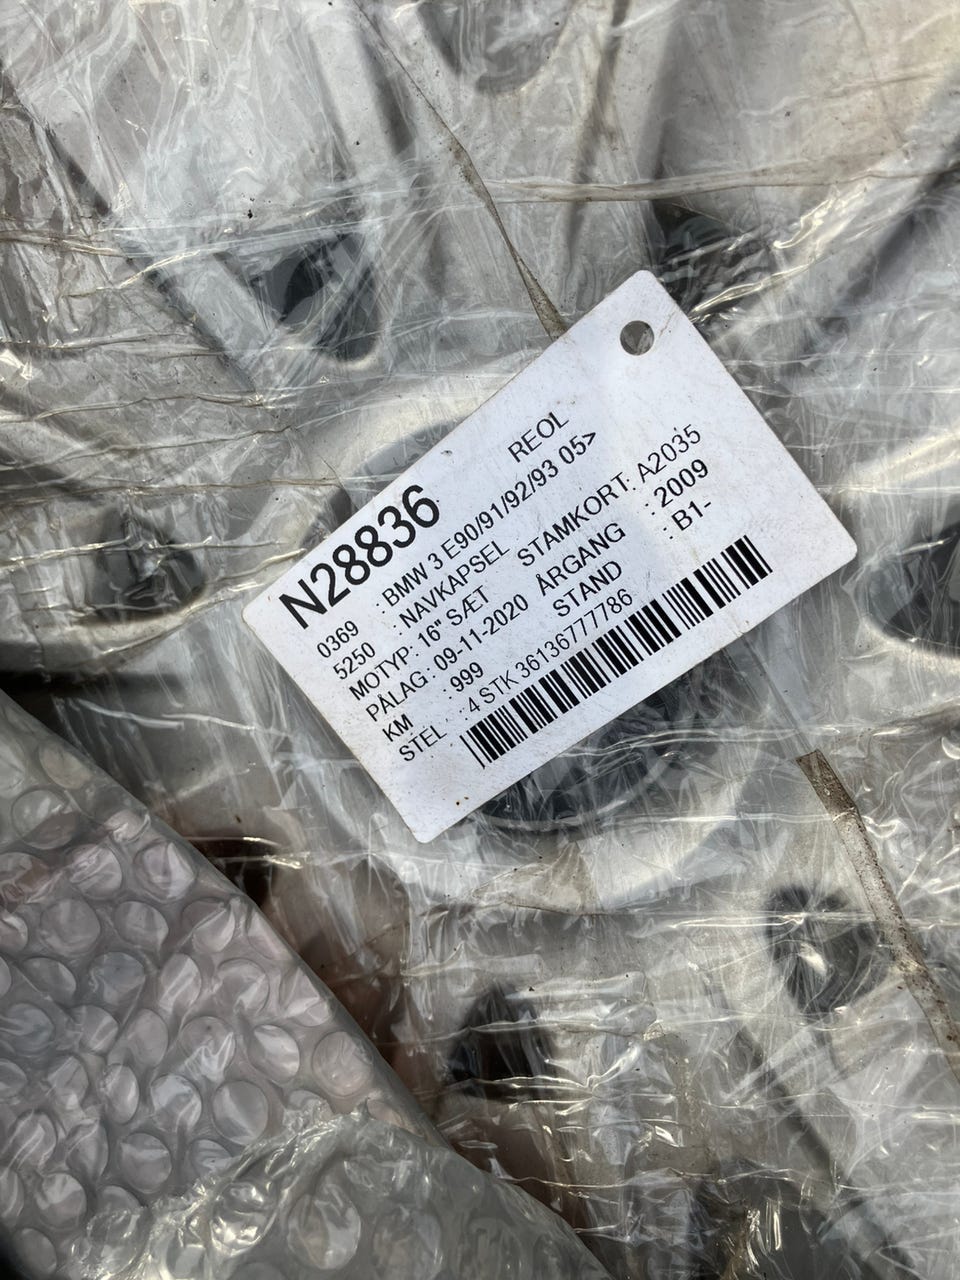 N28836 REOL
0369 : BMW 3 E90/91/92/93 05>
5250 : NAVKAPSEL STAMKORT: A2035
MOTYP : 16" SÆT ÅRGANG : 2009
PÅLAG : 09-11-2020 STAND : B1-
KM : 999
STEL : 4 STK 36136777786